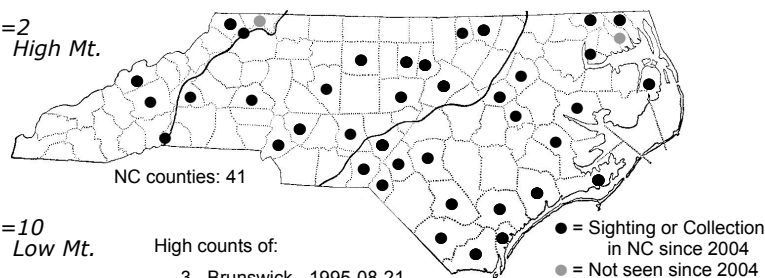 =2
High Mt.
NC counties: 41
=10
Low Mt.
High counts of:
3 - Brunswick - 1995-08-21
● = Sighting or Collection
in NC since 2004
● = Not seen since 2004